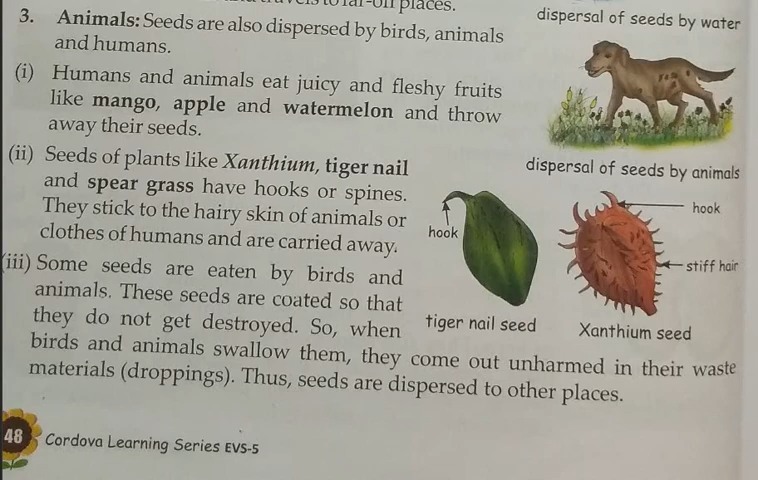 to far-off places.
3. Animals: Seeds are also dispersed by birds, animals
and humans.
(i) Humans and animals eat juicy and fleshy fruits
like mango, apple and watermelon and throw
away their seeds.
(ii) Seeds of plants like Xanthium, tiger nail
and spear grass have hooks or spines.
They stick to the hairy skin of animals or
clothes of humans and are carried away.
(iii) Some seeds are eaten by birds and
animals. These seeds are coated so that
they do not get destroyed. So, when
birds and animals swallow them, they come out unharmed in their waste
materials (droppings). Thus, seeds are dispersed to other places.
dispersal of seeds by water
dispersal of seeds by animals
hook
hook
stiff hair
tiger nail seed
Xanthium seed
48 Cordova Learning Series EVS-5